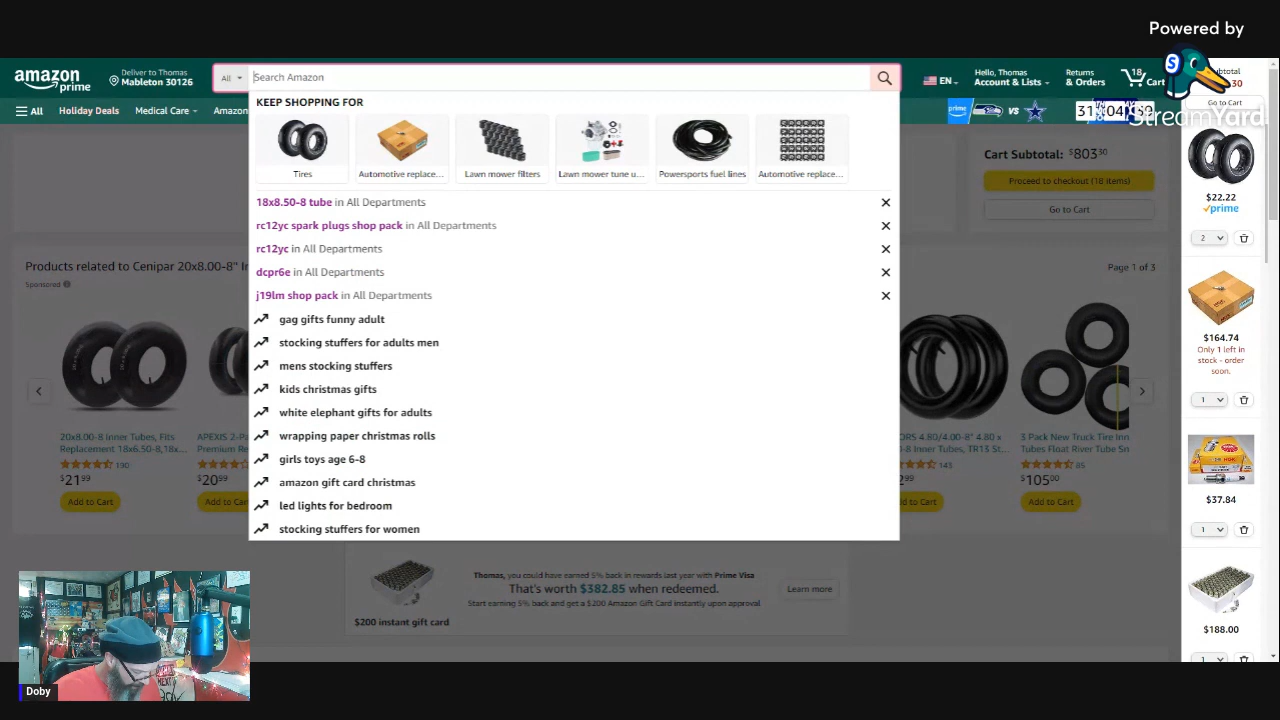 Powered by
StreamYard
amazon
prime
Deliver to Thomas
Mableton 30126
All
Search Amazon
EN
Hello, Thomas
Account & Lists
Returns
& Orders
18
Cart
Go to Cart
All
Holiday Deals
Medical Care
Amazon
prime
VS
KEEP SHOPPING FOR
Tires
Automotive replace...
Lawn mower filters
Lawn mower tune u...
Powersports fuel lines
Automotive replace...
18x8.50-8 tube in All Departments
rc12yc spark plugs shop pack in All Departments
rc12yc in All Departments
dcpr6e in All Departments
j19lm shop pack in All Departments
gag gifts funny adult
stocking stuffers for adults men
mens stocking stuffers
kids christmas gifts
white elephant gifts for adults
wrapping paper christmas rolls
girls toys age 6-8
amazon gift card christmas
led lights for bedroom
stocking stuffers for women
Cart Subtotal: $803.30
Proceed to checkout (18 items)
Go to Cart
Products related to Cenipar 20x8.00-8" I
Sponsored
Page 1 of 3
20x8.00-8 Inner Tubes, Fits
Replacement 18x6.50-8,18x...
190
$21.99
Add to Cart
APEXIS 2-Pa
Premium Re
$20.59
Add to Cart
ORS 4.80/4.00-8" 4.80 x
-8 Inner Tubes, TR13 St...
143
to Cart
3 Pack New Truck Tire Inn
Tubes Float River Tube Sn
85
$105.00
Add to Cart
$22.22
prime
2
$164.74
Only 1 left in
stock - order
soon.
1
$37.84
1
$188.00
1
Thomas, you could have earned 5% back in rewards last year with Prime Visa
That's worth $382.85 when redeemed.
Start earning 5% back and get a $200 Amazon Gift Card instantly upon approval
Learn more
$200 instant gift card
Doby